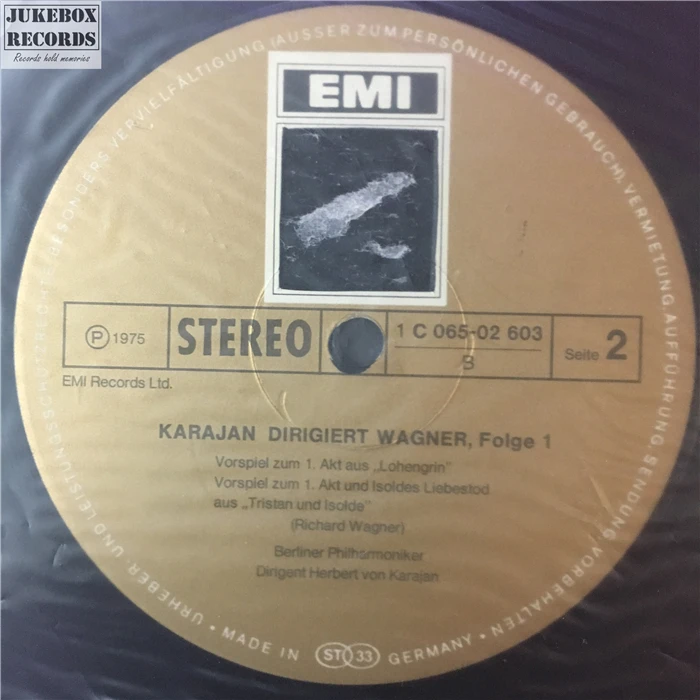 JUKEBOX
RECORDS
Records hold memories
URHEBER UND LEISTUNGSSCHUTZRECHTE, BESONDERS VERVIELFÄLTIGUNG (AUSSER ZUM PERSÖNLICHEN GEBRAUCH), VERMIETUNG, AUFFÜHRUNG, SENDUNG, VORBEHALTEN
EMI
Ⓟ 1975
STEREO
1 C 065-02 603
B
Seite 2
EMI Records Ltd.
KARAJAN DIRIGIERT WAGNER, Folge 1
Vorspiel zum 1. Akt aus „Lohengrin"
Vorspiel zum 1. Akt und Isoldes Liebestod
aus „Tristan und Isolde"
(Richard Wagner)
Berliner Philharmoniker
Dirigent Herbert von Karajan
• MADE IN ST 33 GERMANY •